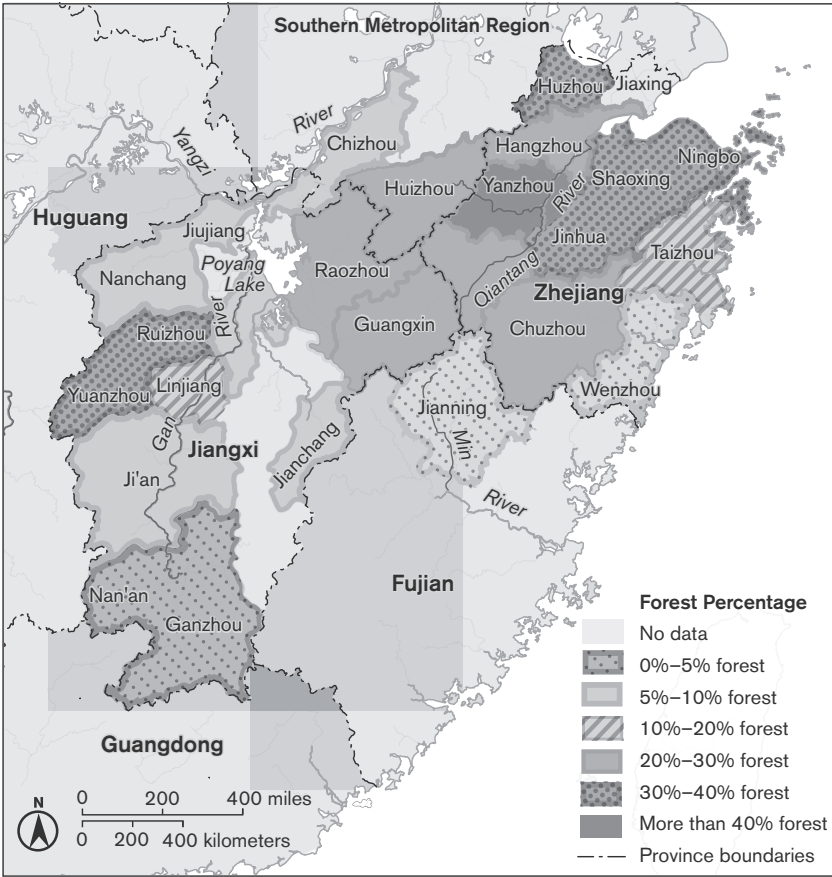 Southern Metropolitan Region
Huzhou
Jiaxing
River
Yangzi
Chizhou
Hangzhou
Ningbo
Huizhou
Yanzhou
River
Shaoxing
Huguang
Jiujiang
Jinhua
Taizhou
Poyang
Lake
Raozhou
Nanchang
Qiantang
Zhejiang
River
Guangxin
Chuzhou
Ruizhou
Linjiang
Yuanzhou
Wenzhou
Jianning
Gan
Jiangxi
Jianchang
Min
Ji'an
River
Fujian
Nan'an
Ganzhou
Guangdong
Forest Percentage
No data
0%–5% forest
5%–10% forest
10%–20% forest
20%–30% forest
30%–40% forest
More than 40% forest
Province boundaries
N
0 200 400 miles
0 200 400 kilometers